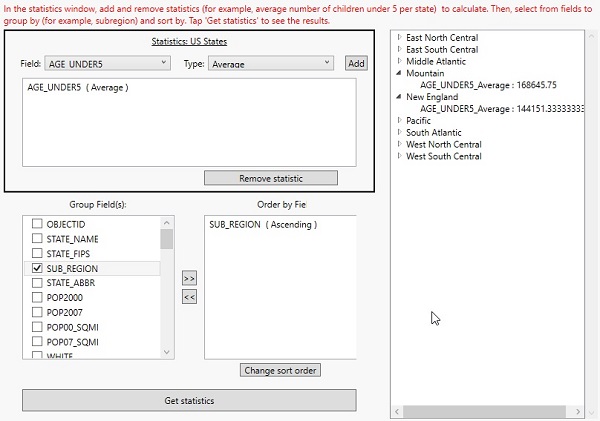 In the statistics window, add and remove statistics (for example, average number of children under 5 per state) to calculate. Then, select from fields to
group by (for example, subregion) and sort by. Tap 'Get statistics' to see the results.
Statistics: US States
Field: AGE_UNDER5 Type: Average Add
AGE_UNDER5 ( Average )
Remove statistic
Group Field(s):
OBJECTID
STATE_NAME
STATE_FIPS
SUB_REGION
STATE_ABBR
POP2000
POP2007
POP00_SQMI
POP07_SQMI
WHITE
>>
<<
Order by Fie
SUB_REGION ( Ascending )
Change sort order
Get statistics
East North Central
East South Central
Middle Atlantic
Mountain
AGE_UNDER5_Average : 168645.75
New England
AGE_UNDER5_Average : 144151.33333333
Pacific
South Atlantic
West North Central
West South Central